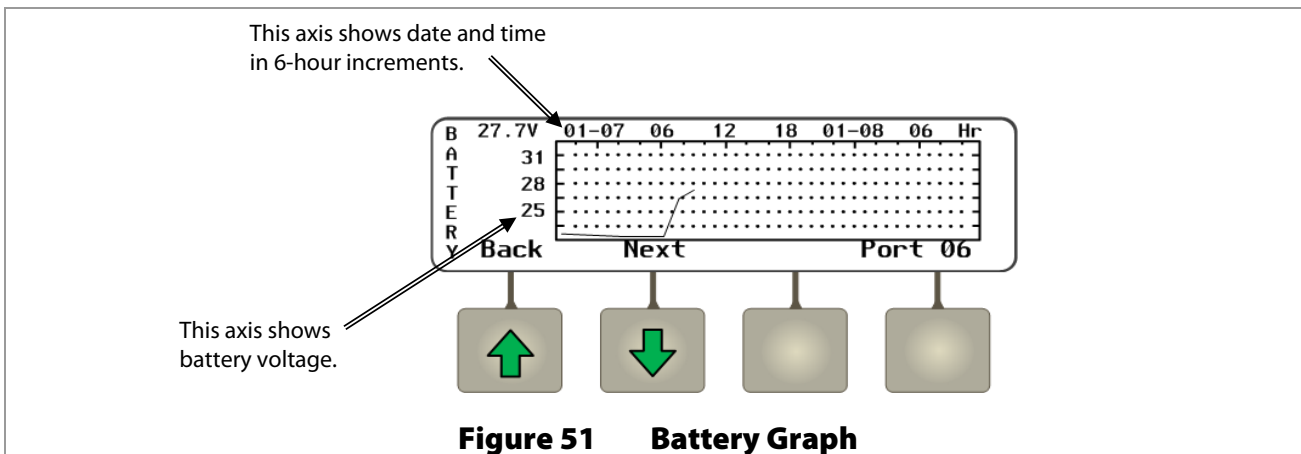 This axis shows date and time
in 6-hour increments.
BATTERY
27.7V 01-07 06 12 18 01-08 06 Hr
31
28
25
Back Next Port 06
This axis shows
battery voltage.
Figure 51 Battery Graph